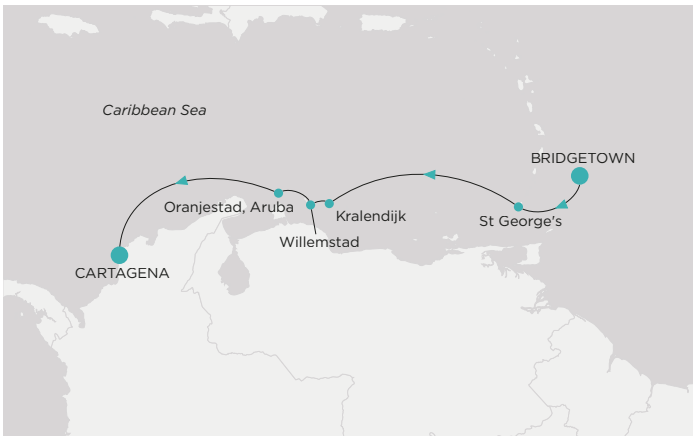 Caribbean Sea
BRIDGETOWN
Oranjestad, Aruba
Kralendijk
St George's
Willemstad
CARTAGENA